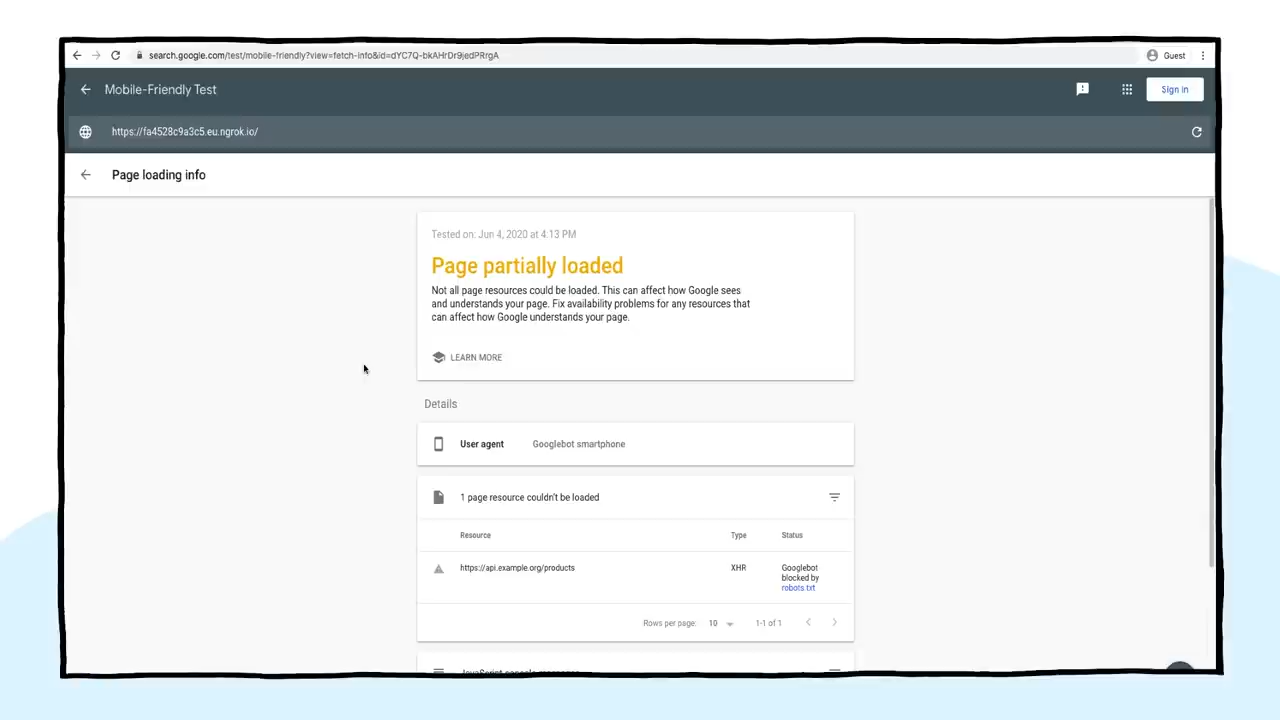 search.google.com/test/mobile-friendly?view=fetch-info&id=dYC7Q-bkAHrDr9jedPRrgA
Guest
Mobile-Friendly Test
Sign in
https://fa4528c9a3c5.eu.ngrok.io/
Page loading info
Tested on: Jun 4, 2020 at 4:13 PM
Page partially loaded
Not all page resources could be loaded. This can affect how Google sees
and understands your page. Fix availability problems for any resources that
can affect how Google understands your page.
LEARN MORE
Details
User agent Googlebot smartphone
1 page resource couldn't be loaded
Resource Type Status
https://api.example.org/products XHR Googlebot
blocked by
robots.txt
Rows per page: 10 1-1 of 1
JavaScript console messages